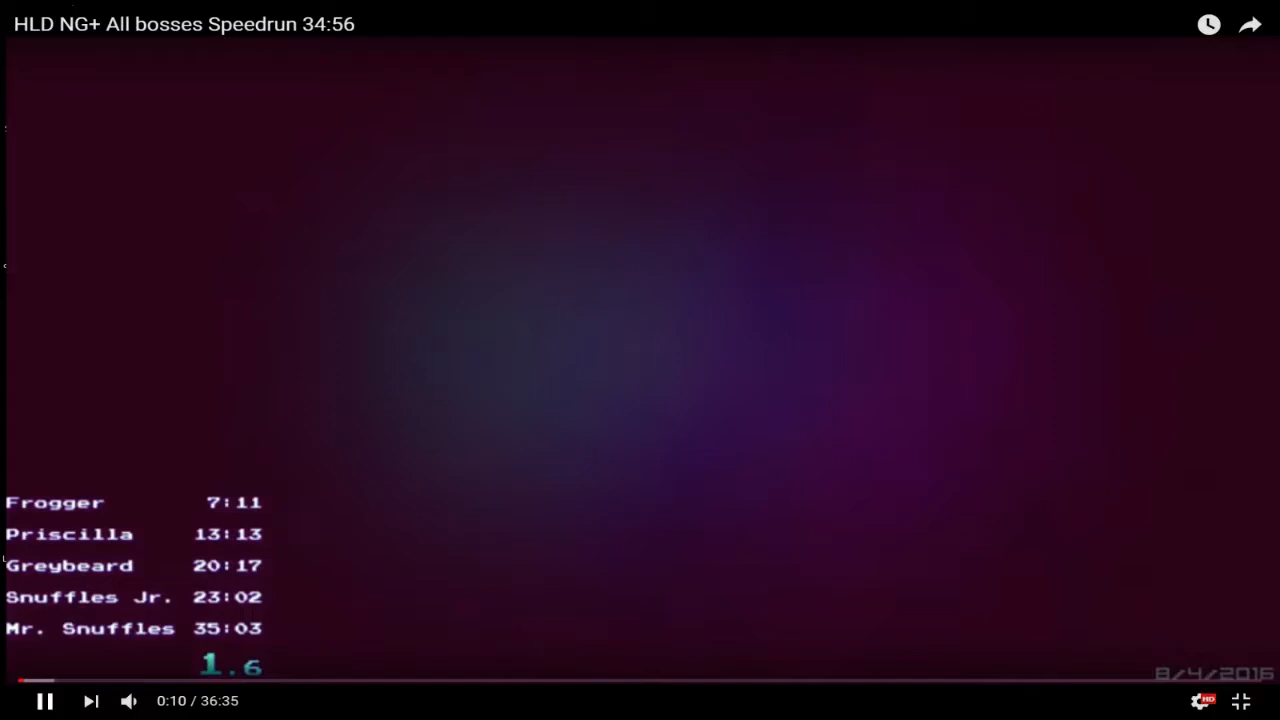 HLD NG+ All bosses Speedrun 34:56
Frogger 7:11
Priscilla 13:13
Greybeard 20:17
Snuffles Jr. 23:02
Mr. Snuffles 35:03
1.6
8/4/2016
0:10 / 36:35
HD